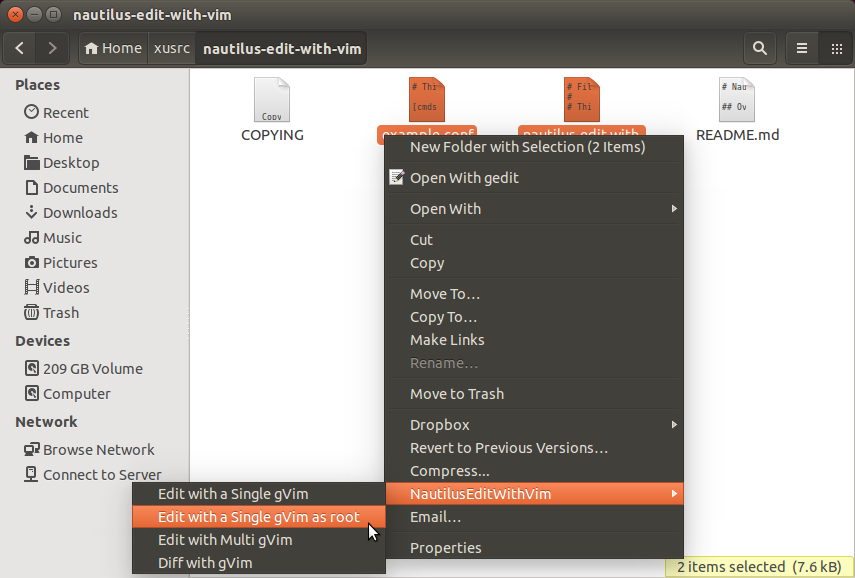 nautilus-edit-with-vim
Home
xusrc
nautilus-edit-with-vim
Places
Recent
Home
Desktop
Documents
Downloads
Music
Pictures
Videos
Trash
Devices
209 GB Volume
Computer
Network
Browse Network
Connect to Server
Copy
COPYING
# Thi
[cmds
example.conf
# Fil
#
# Thi
nautilus-edit-with
# Nau
## Ov
README.md
New Folder with Selection (2 Items)
Open With gedit
Open With
Cut
Copy
Move To…
Copy To…
Make Links
Rename…
Move to Trash
Dropbox
Revert to Previous Versions…
Compress...
NautilusEditWithVim
Email…
Properties
Edit with a Single gVim
Edit with a Single gVim as root
Edit with Multi gVim
Diff with gVim
2 items selected (7.6 kB)